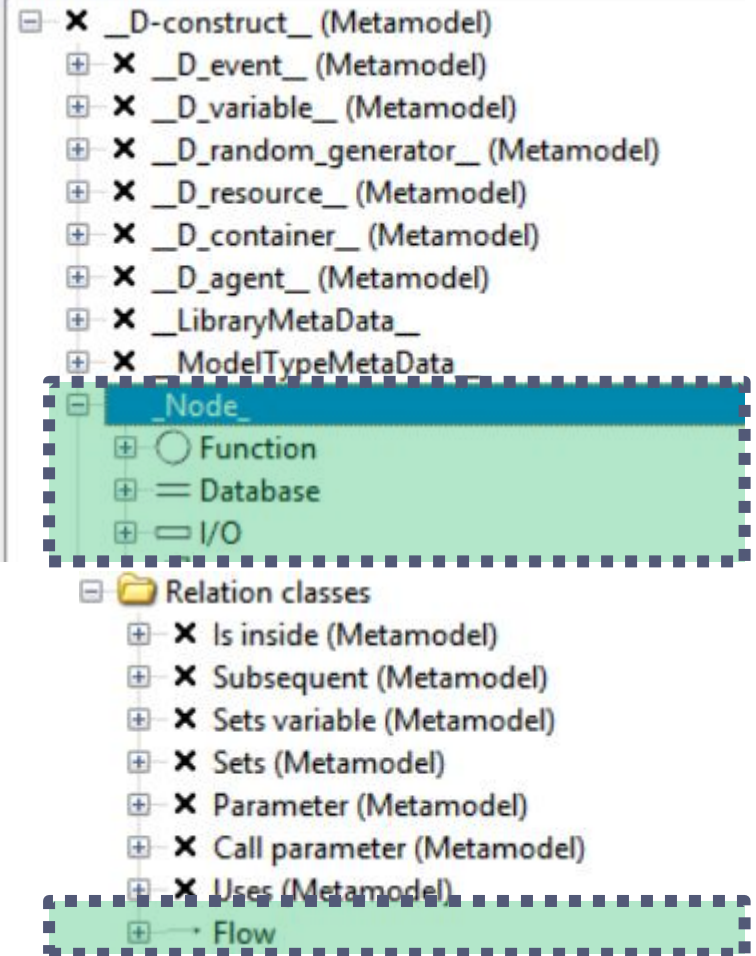 __D-construct__ (Metamodel)
__D_event__ (Metamodel)
__D_variable__ (Metamodel)
__D_random_generator__ (Metamodel)
__D_resource__ (Metamodel)
__D_container__ (Metamodel)
__D_agent__ (Metamodel)
__LibraryMetaData__
__ModelTypeMetaData__
_Node_
Function
Database
I/O
Relation classes
Is inside (Metamodel)
Subsequent (Metamodel)
Sets variable (Metamodel)
Sets (Metamodel)
Parameter (Metamodel)
Call parameter (Metamodel)
Uses (Metamodel)
Flow